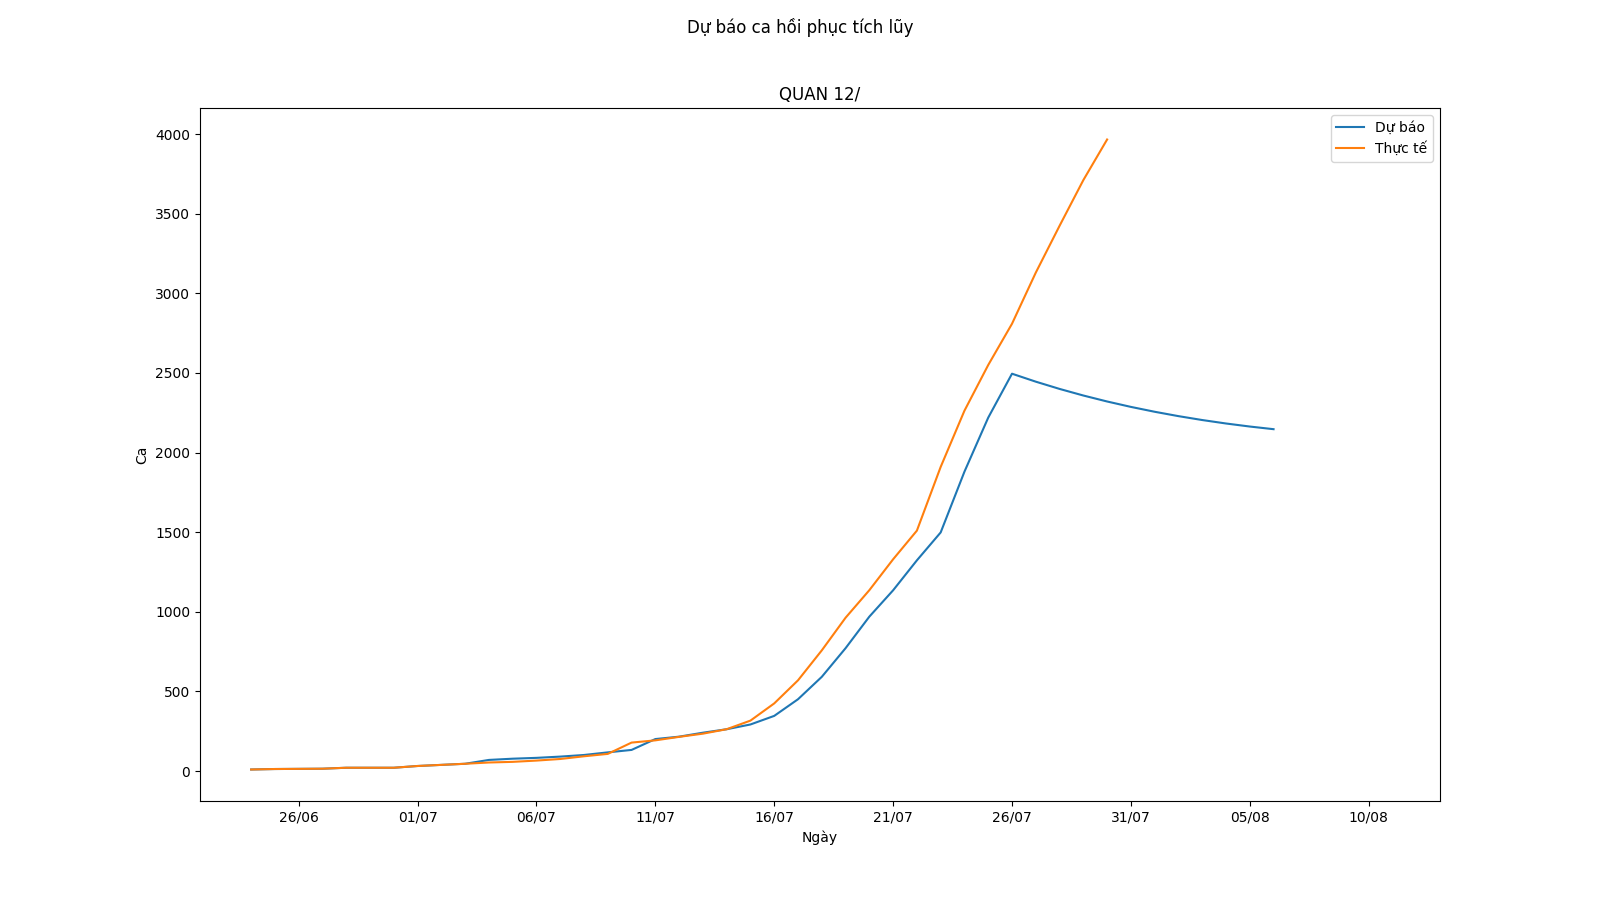 Dự báo ca hồi phục tích lũy
QUAN 12/
Dự báo
Thực tế
4000
3500
3000
2500
2000
1500
1000
500
0
Ca
26/06 01/07 06/07 11/07 16/07 21/07 26/07 31/07 05/08 10/08
Ngày